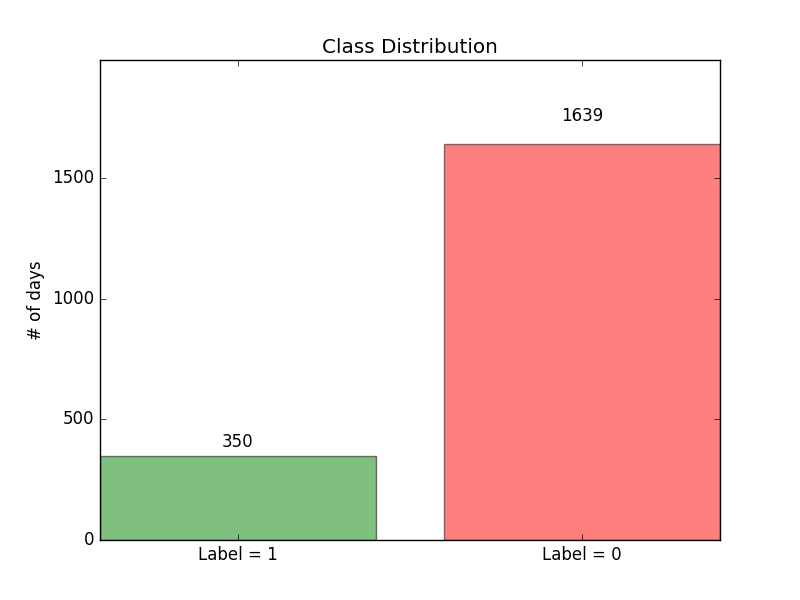 Class Distribution
1639
1500
1000
# of days
500
350
0
Label = 1
Label = 0